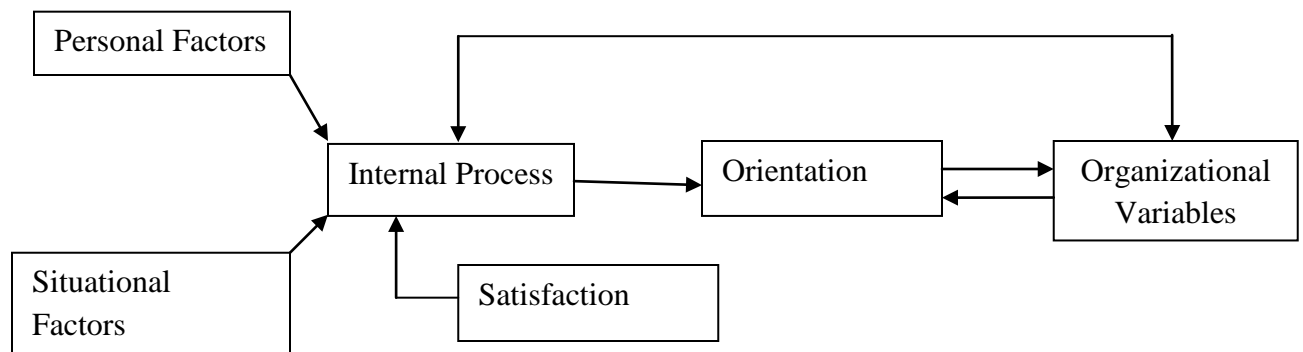 Personal Factors
Internal Process
Orientation
Organizational
Variables
Situational
Factors
Satisfaction